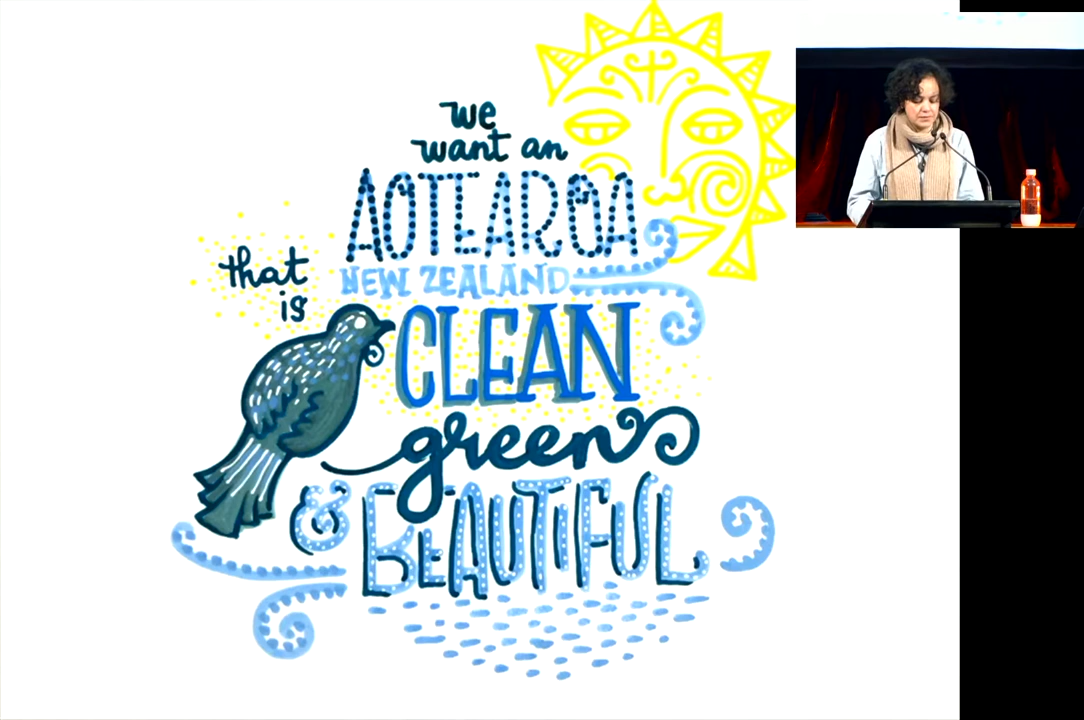 we
want an
AOTEAROA
NEW ZEALAND
that
is
CLEAN
green
& BEAUTIFUL